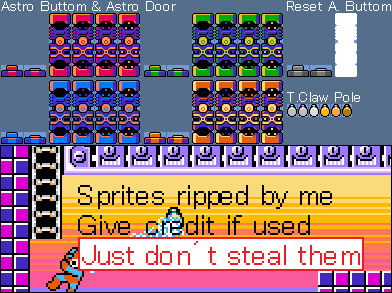 Astro Buttom & Astro Door
Reset A. Buttom
T.Claw Pole
Sprites ripped by me
Give credit if used
Just don't steal them